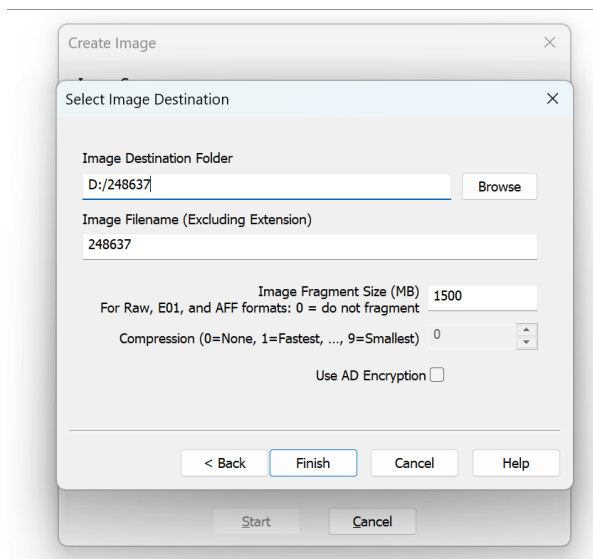 Create Image
Select Image Destination
Image Destination Folder
D:/248637
Browse
Image Filename (Excluding Extension)
248637
Image Fragment Size (MB)
For Raw, E01, and AFF formats: 0 = do not fragment
1500
Compression (0=None, 1=Fastest, ..., 9=Smallest)
0
Use AD Encryption
< Back
Finish
Cancel
Help
Start
Cancel